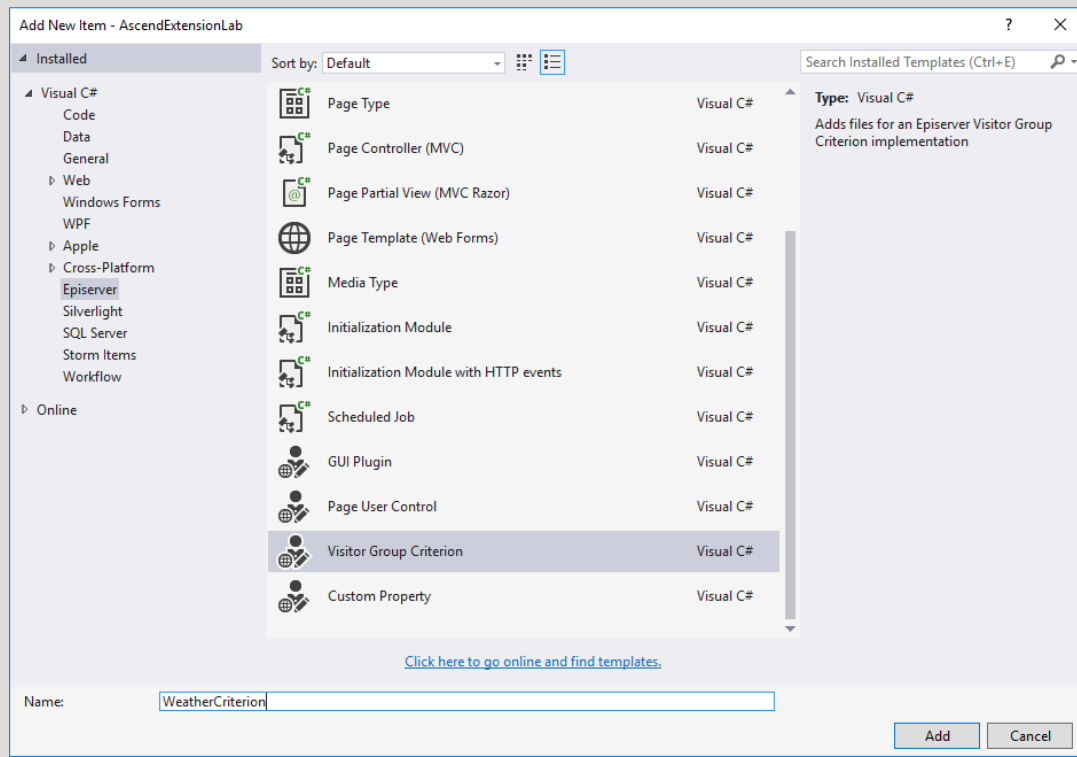 Add New Item - AscendExtensionLab
?
Installed
Sort by: Default
Search Installed Templates (Ctrl+E)
Visual C#
Code
Data
General
Web
Windows Forms
WPF
Apple
Cross-Platform
Episerver
Silverlight
SQL Server
Storm Items
Workflow
Online
C# Page Type Visual C#
C# Page Controller (MVC) Visual C#
C# @ Page Partial View (MVC Razor) Visual C#
Page Template (Web Forms) Visual C#
C# Media Type Visual C#
C# Initialization Module Visual C#
C# Initialization Module with HTTP events Visual C#
C# Scheduled Job Visual C#
GUI Plugin Visual C#
Page User Control Visual C#
Visitor Group Criterion Visual C#
Custom Property Visual C#
Click here to go online and find templates.
Type: Visual C#
Adds files for an Episerver Visitor Group
Criterion implementation
Name: WeatherCriterion
Add Cancel